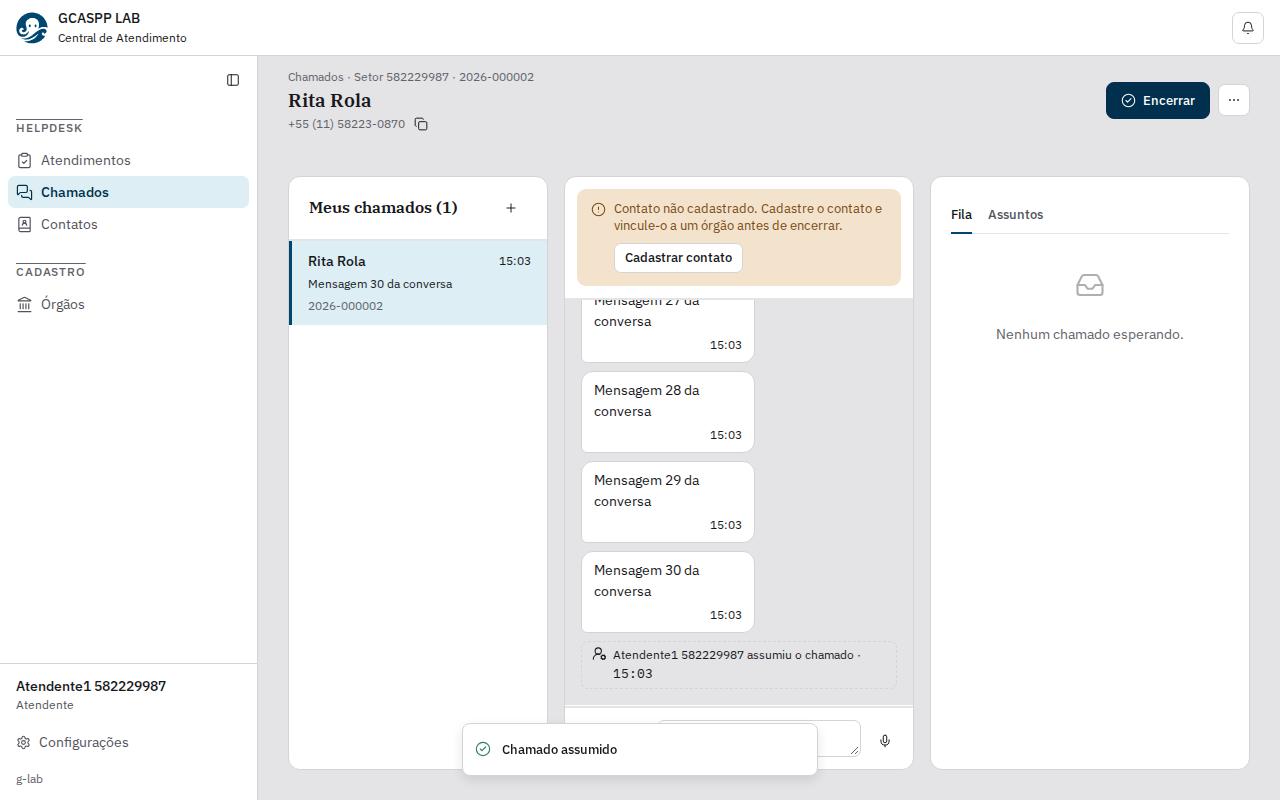 GCASPP LAB
Central de Atendimento
HELPDESK
Atendimentos
Chamados
Contatos
CADASTRO
Órgãos
Atendente1 582229987
Atendente
Configurações
g-lab
Chamados · Setor 582229987 · 2026-000002
Rita Rola
+55 (11) 58223-0870
Encerrar
Meus chamados (1)
Rita Rola 15:03
Mensagem 30 da conversa
2026-000002
Contato não cadastrado. Cadastre o contato e
vincule-o a um órgão antes de encerrar.
Cadastrar contato
Mensagem 27 da
conversa
15:03
Mensagem 28 da
conversa
15:03
Mensagem 29 da
conversa
15:03
Mensagem 30 da
conversa
15:03
Atendente1 582229987 assumiu o chamado ·
15:03
Chamado assumido
Fila Assuntos
Nenhum chamado esperando.